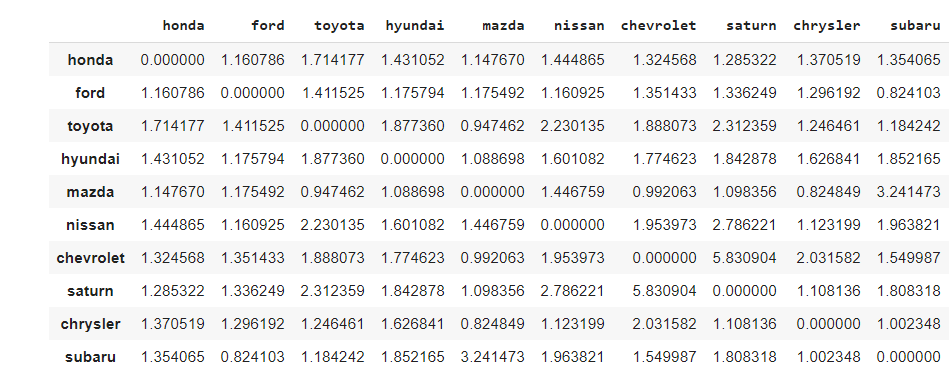 honda ford toyota hyundai mazda nissan chevrolet saturn chrysler subaru
honda 0.000000 1.160786 1.714177 1.431052 1.147670 1.444865 1.324568 1.285322 1.370519 1.354065
ford 1.160786 0.000000 1.411525 1.175794 1.175492 1.160925 1.351433 1.336249 1.296192 0.824103
toyota 1.714177 1.411525 0.000000 1.877360 0.947462 2.230135 1.888073 2.312359 1.246461 1.184242
hyundai 1.431052 1.175794 1.877360 0.000000 1.088698 1.601082 1.774623 1.842878 1.626841 1.852165
mazda 1.147670 1.175492 0.947462 1.088698 0.000000 1.446759 0.992063 1.098356 0.824849 3.241473
nissan 1.444865 1.160925 2.230135 1.601082 1.446759 0.000000 1.953973 2.786221 1.123199 1.963821
chevrolet 1.324568 1.351433 1.888073 1.774623 0.992063 1.953973 0.000000 5.830904 2.031582 1.549987
saturn 1.285322 1.336249 2.312359 1.842878 1.098356 2.786221 5.830904 0.000000 1.108136 1.808318
chrysler 1.370519 1.296192 1.246461 1.626841 0.824849 1.123199 2.031582 1.108136 0.000000 1.002348
subaru 1.354065 0.824103 1.184242 1.852165 3.241473 1.963821 1.549987 1.808318 1.002348 0.000000